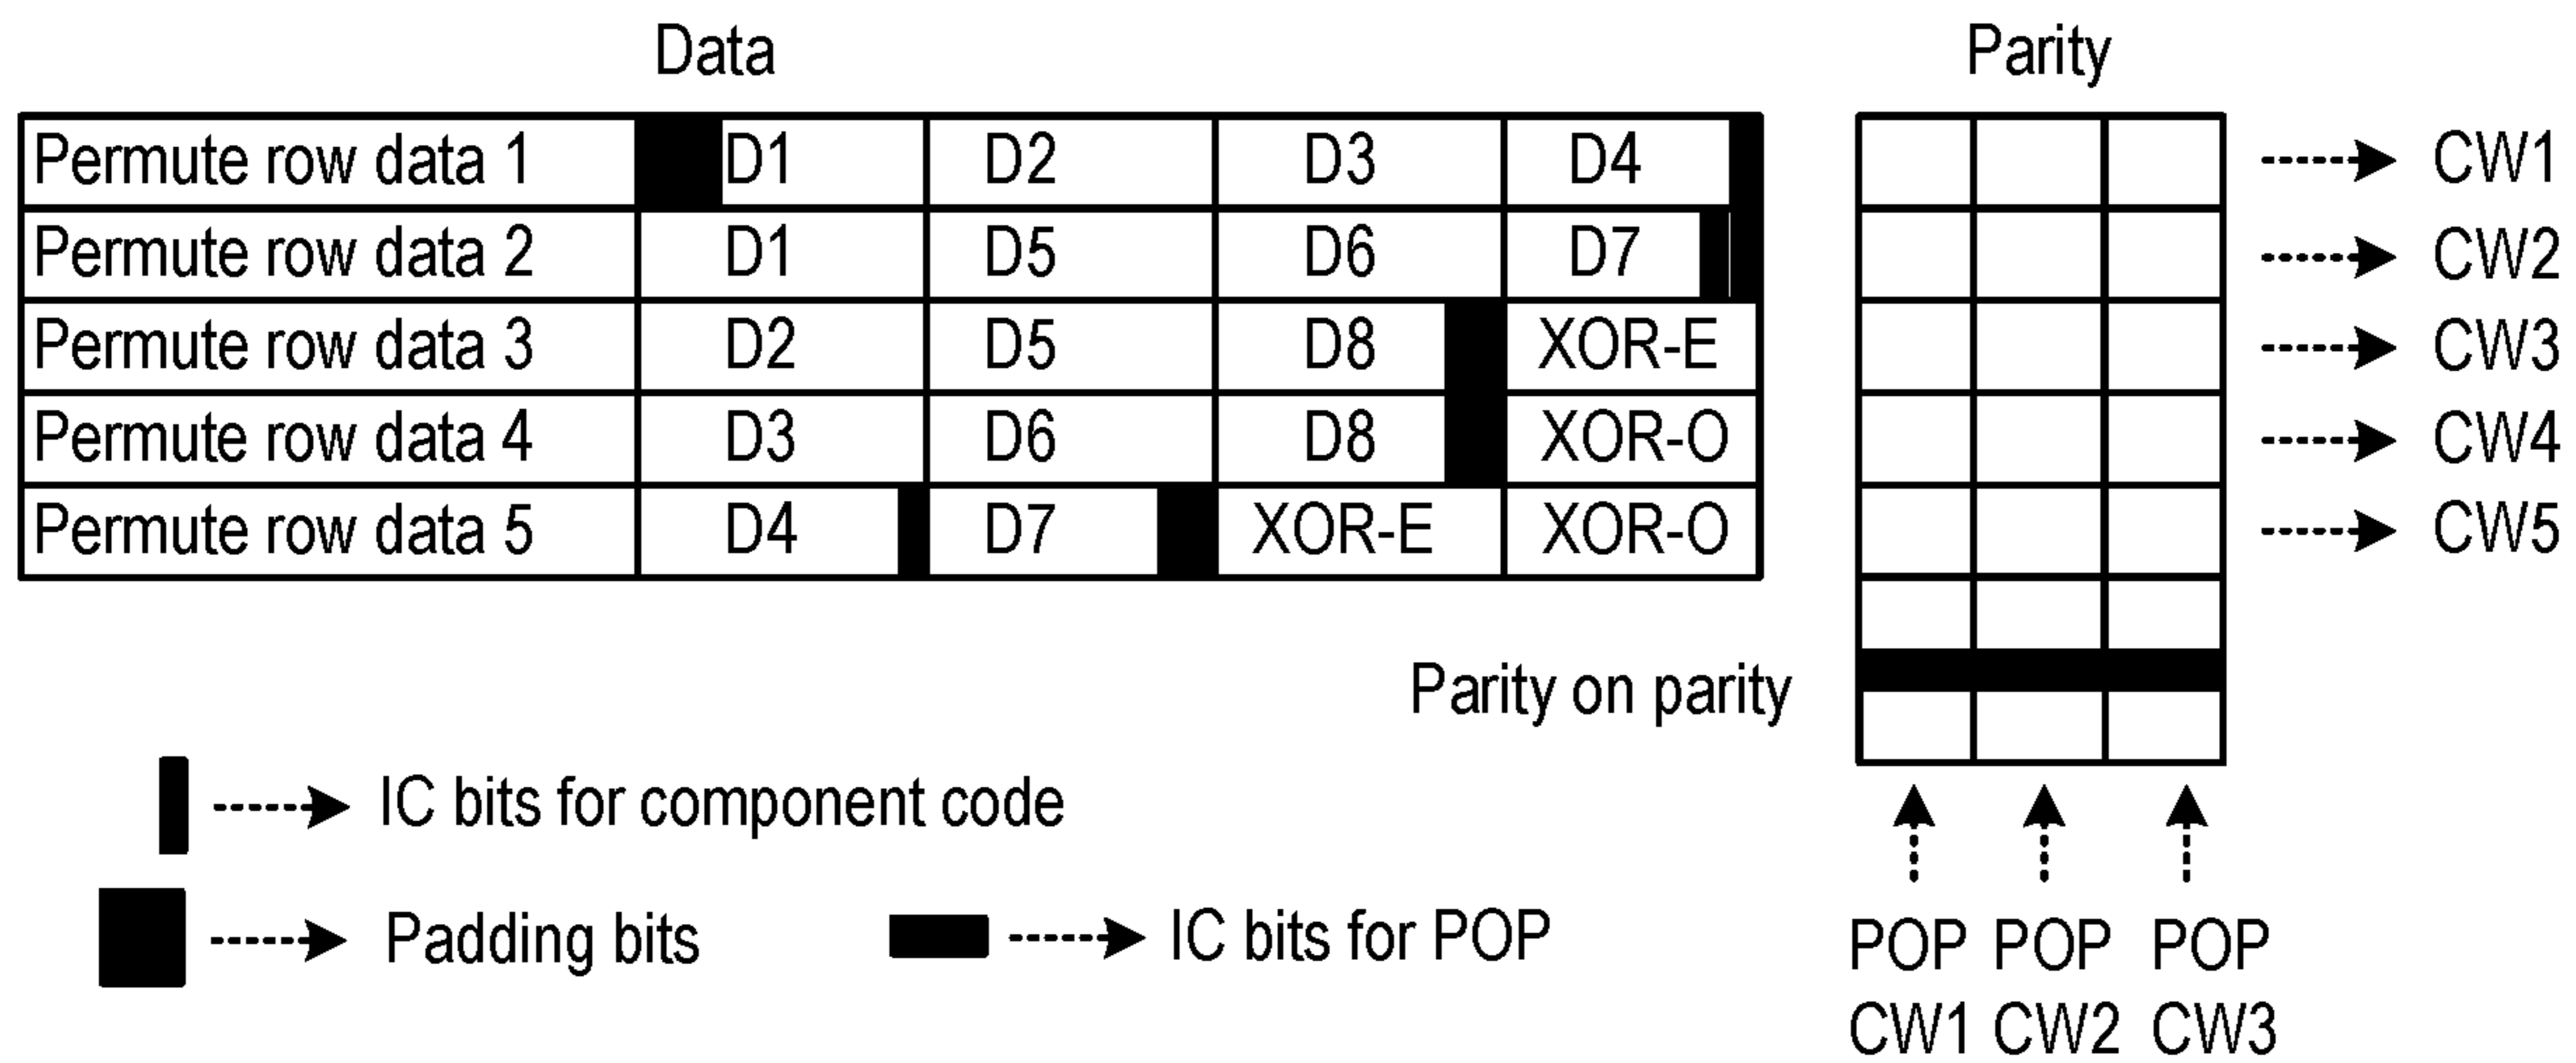 Data Parity
Permute row data 1 D1 D2 D3 D4 CW1
Permute row data 2 D1 D5 D6 D7 CW2
Permute row data 3 D2 D5 D8 XOR-E CW3
Permute row data 4 D3 D6 D8 XOR-O CW4
Permute row data 5 D4 D7 XOR-E XOR-O CW5
Parity on parity
IC bits for component code
Padding bits IC bits for POP
POP POP POP
CW1 CW2 CW3